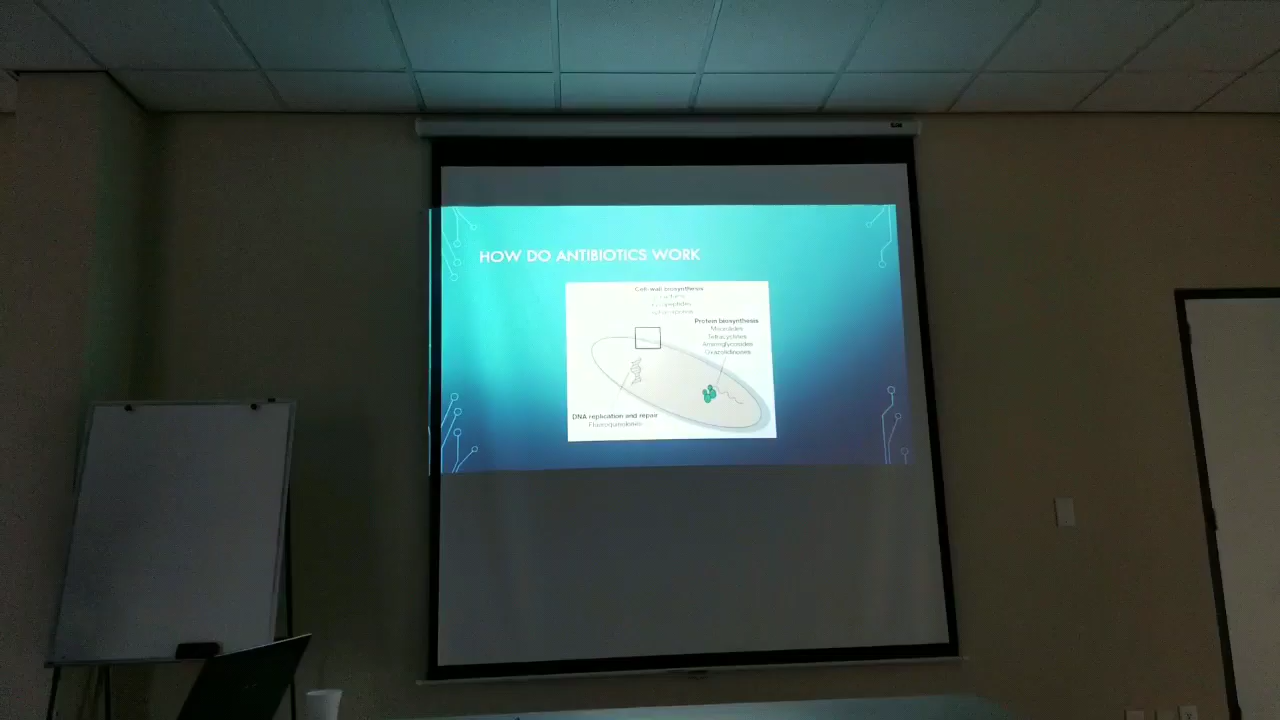 HOW DO ANTIBIOTICS WORK
Cell-wall biosynthesis
Protein biosynthesis
Macrolides
Tetracyclines
Aminoglycosides
Oxazolidinones
DNA replication and repair
Fluoroquinolones